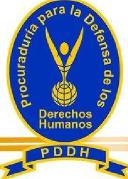 Procuraduría para la Defensa de los
Derechos
Humanos
PDDH